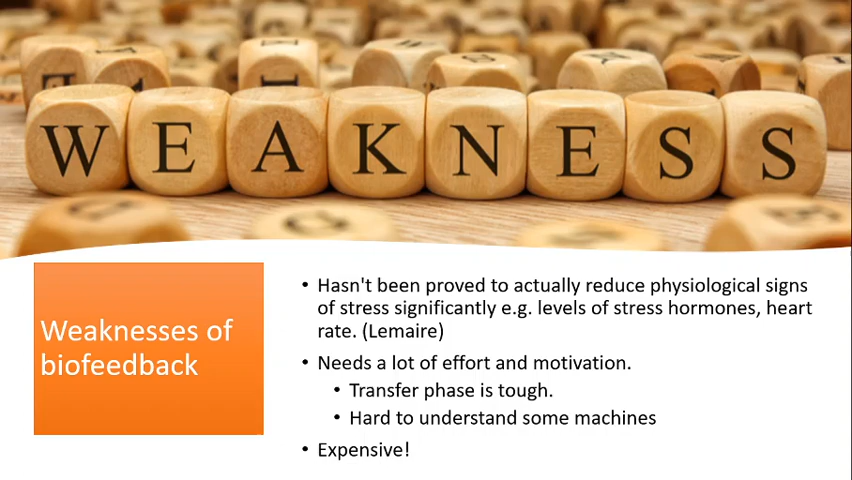 WEAKNESS
Weaknesses of
biofeedback
• Hasn't been proved to actually reduce physiological signs
of stress significantly e.g. levels of stress hormones, heart
rate. (Lemaire)
• Needs a lot of effort and motivation.
• Transfer phase is tough.
• Hard to understand some machines
• Expensive!